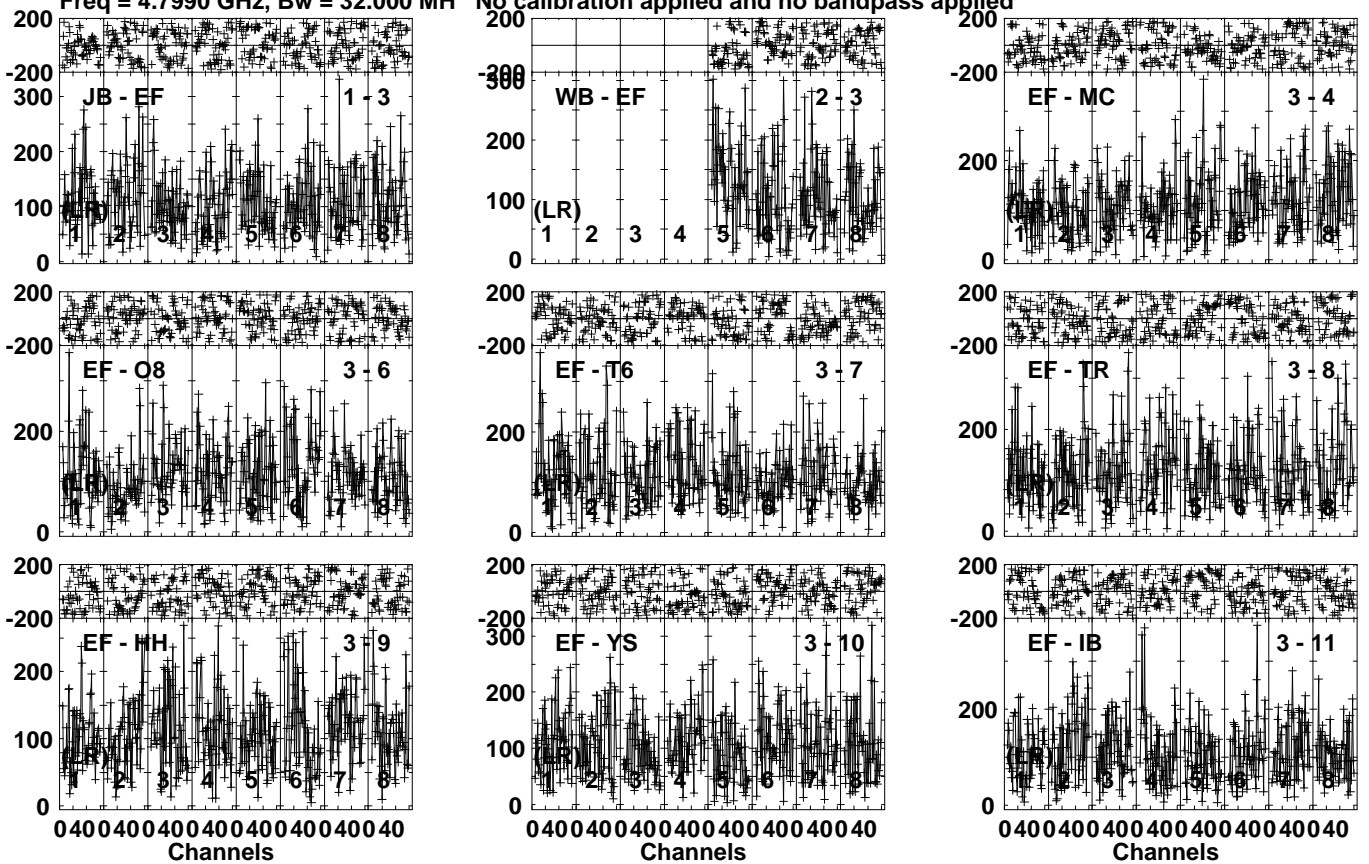 Freq = 4.7990 GHz, Bw = 32.000 MH No calibration applied and no bandpass applied
200
-200
300
200
100
0
JB - EF 1 - 3
(LR)
1 2 3 4 5 6 7 8
200
-200
300
200
100
0
WB - EF 2 - 3
(LR)
1 2 3 4 5 6 7 8
200
-200
200
0
EF - MC 3 - 4
(LR)
1 2 3 4 5 6 7 8
200
-200
200
0
EF - O8 3 - 6
(LR)
1 2 3 4 5 6 7 8
200
-200
200
0
EF - T6 3 - 7
(LR)
1 2 3 4 5 6 7 8
200
-200
200
0
EF - TR 3 - 8
(LR)
1 2 3 4 5 6 7 8
200
-200
200
100
0
EF - HH 3 - 9
(LR)
1 2 3 4 5 6 7 8
0 40 0 40 0 40 0 40 0 40 0 40 0 40 0 40
Channels
200
-200
300
200
100
0
EF - YS 3 - 10
(LR)
1 2 3 4 5 6 7 8
0 40 0 40 0 40 0 40 0 40 0 40 0 40 0 40
Channels
200
-200
200
0
EF - IB 3 - 11
(LR)
1 2 3 4 5 6 7 8
0 40 0 40 0 40 0 40 0 40 0 40 0 40 0 40
Channels